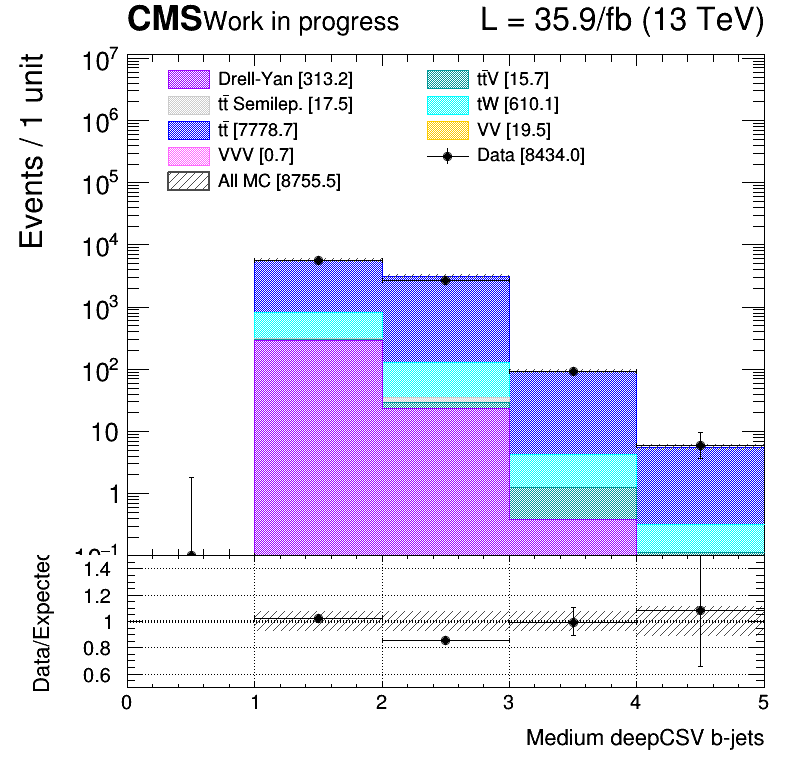 CMS Work in progress L = 35.9/fb (13 TeV)
Events / 1 unit
Drell-Yan [313.2]
tt̄ Semilep. [17.5]
tt̄ [7778.7]
VVV [0.7]
All MC [8755.5]
tt̄V [15.7]
tW [610.1]
VV [19.5]
Data [8434.0]
10⁷
10⁶
10⁵
10⁴
10³
10²
10
1
10⁻¹
Data/Expected
1.4
1.2
1
0.8
0.6
0 1 2 3 4 5
Medium deepCSV b-jets